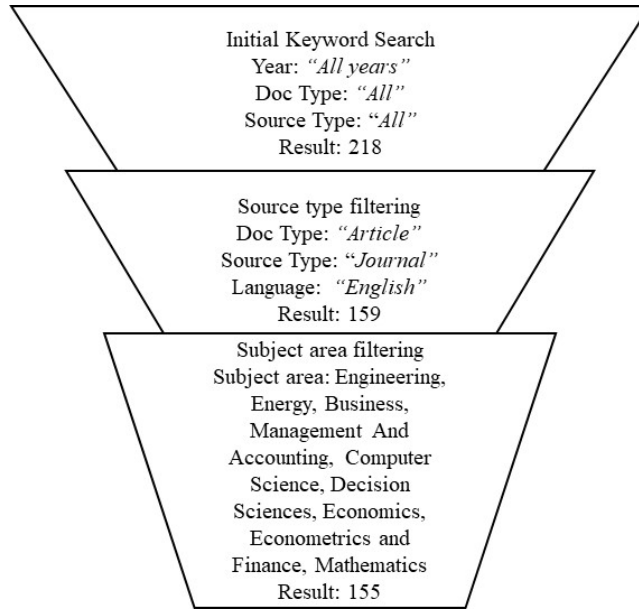 Initial Keyword Search
Year: “All years”
Doc Type: “All”
Source Type: “All”
Result: 218
Source type filtering
Doc Type: “Article”
Source Type: “Journal”
Language: “English”
Result: 159
Subject area filtering
Subject area: Engineering,
Energy, Business,
Management And
Accounting, Computer
Science, Decision
Sciences, Economics,
Econometrics and
Finance, Mathematics
Result: 155